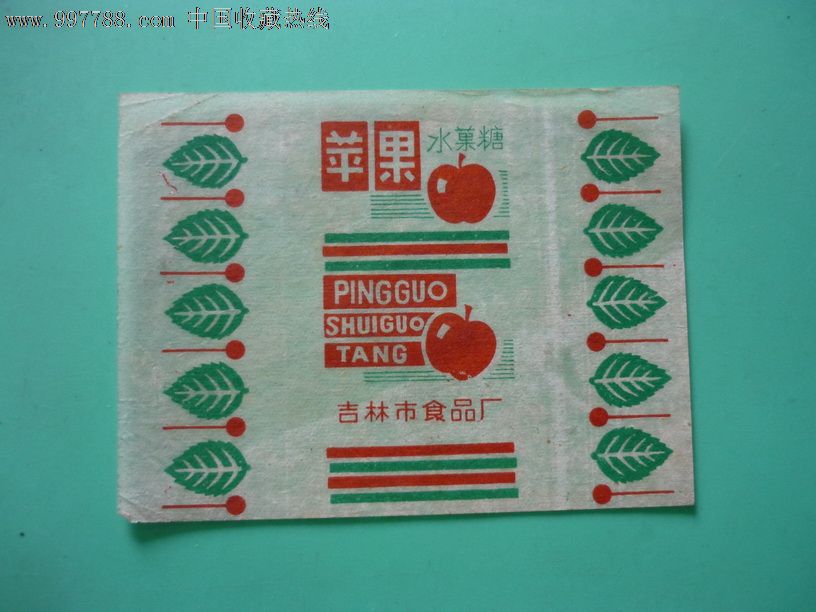 www.997788.com 中国收藏热线
苹果 水菓糖
PINGGUO
SHUIGUO
TANG
吉林市食品厂